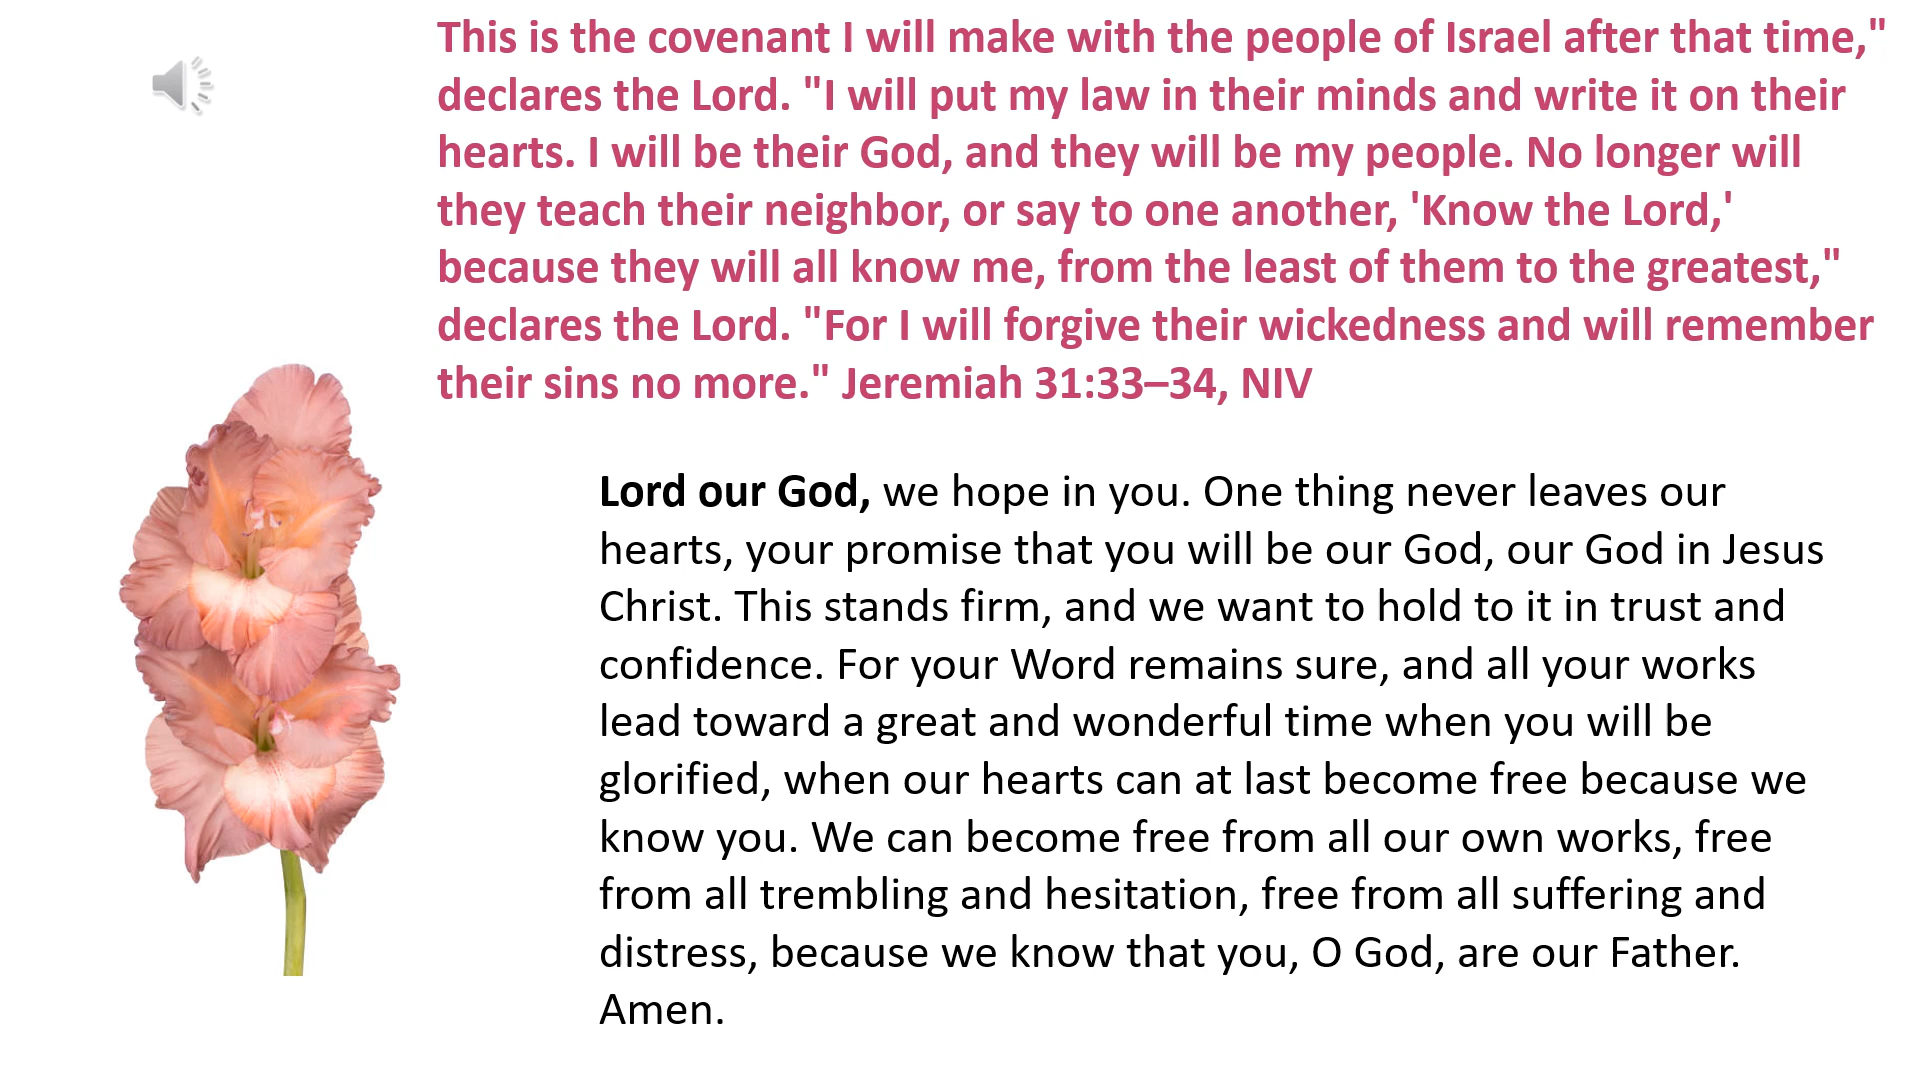 This is the covenant I will make with the people of Israel after that time,"
declares the Lord. "I will put my law in their minds and write it on their
hearts. I will be their God, and they will be my people. No longer will
they teach their neighbor, or say to one another, 'Know the Lord,'
because they will all know me, from the least of them to the greatest,"
declares the Lord. "For I will forgive their wickedness and will remember
their sins no more." Jeremiah 31:33–34, NIV
Lord our God, we hope in you. One thing never leaves our
hearts, your promise that you will be our God, our God in Jesus
Christ. This stands firm, and we want to hold to it in trust and
confidence. For your Word remains sure, and all your works
lead toward a great and wonderful time when you will be
glorified, when our hearts can at last become free because we
know you. We can become free from all our own works, free
from all trembling and hesitation, free from all suffering and
distress, because we know that you, O God, are our Father.
Amen.